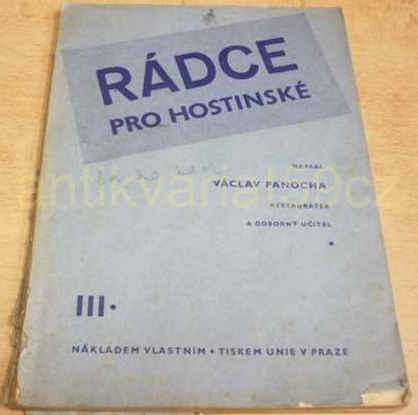 RÁDCE
PRO HOSTINSKÉ
NAPSAL
VÁCLAV PANOCHA
RESTAURATÉR
A ODBORNÝ UČITEL
III.
NÁKLADEM VLASTNÍM • TISKEM UNIE V PRAZE